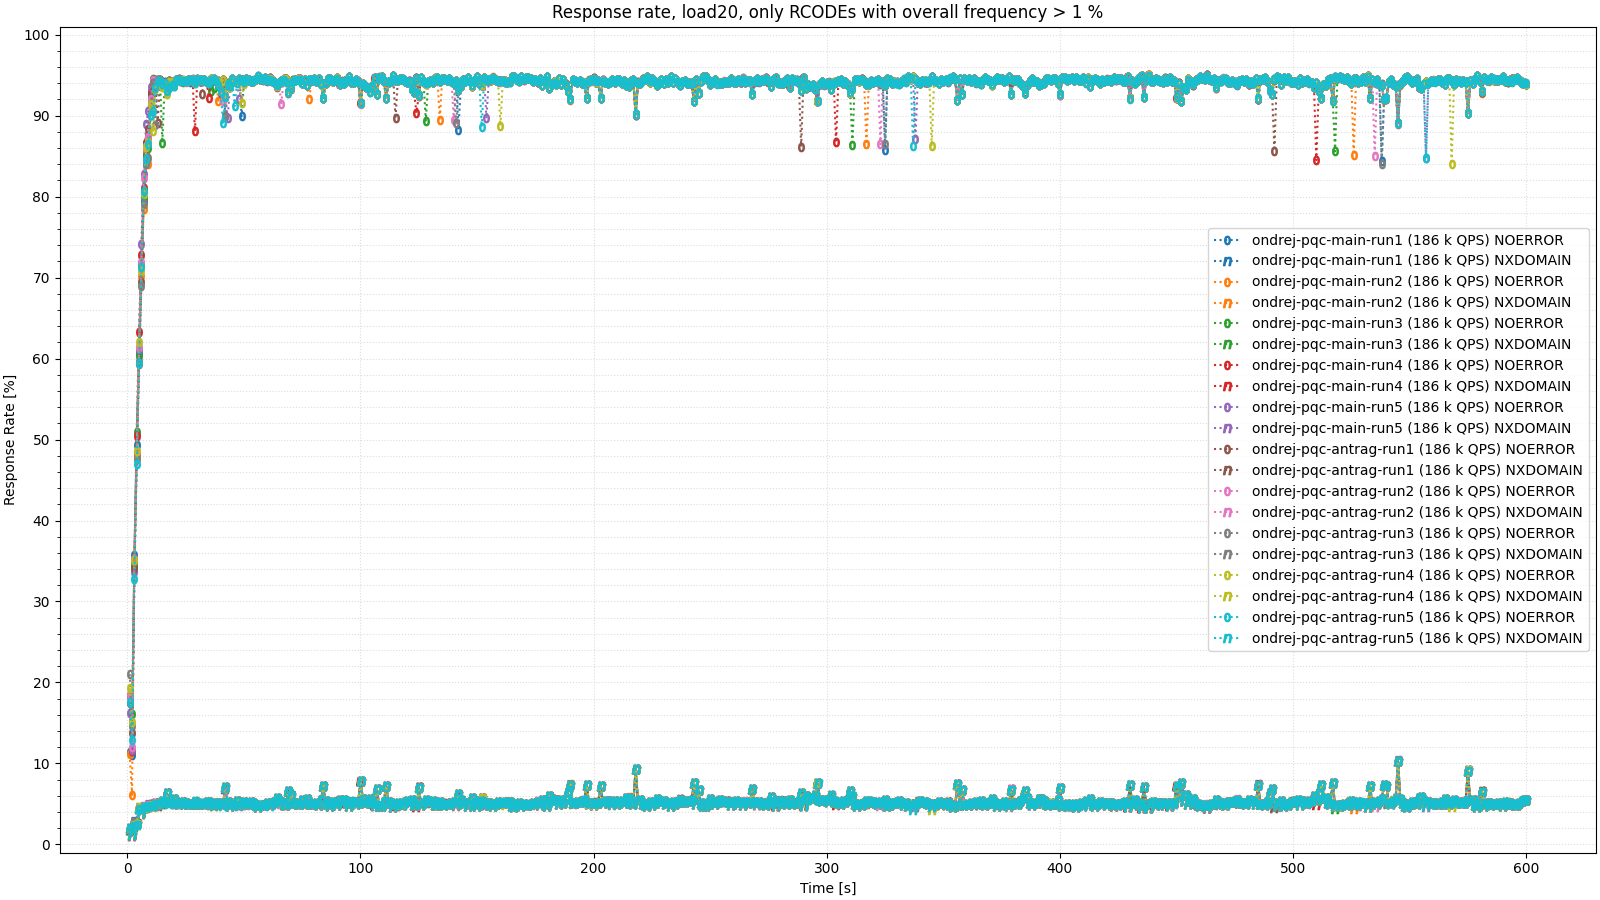 Response rate, load20, only RCODEs with overall frequency > 1 %
Response Rate [%]
100
90
80
70
60
50
40
30
20
10
0
ondrej-pqc-main-run1 (186 k QPS) NOERROR
ondrej-pqc-main-run1 (186 k QPS) NXDOMAIN
ondrej-pqc-main-run2 (186 k QPS) NOERROR
ondrej-pqc-main-run2 (186 k QPS) NXDOMAIN
ondrej-pqc-main-run3 (186 k QPS) NOERROR
ondrej-pqc-main-run3 (186 k QPS) NXDOMAIN
ondrej-pqc-main-run4 (186 k QPS) NOERROR
ondrej-pqc-main-run4 (186 k QPS) NXDOMAIN
ondrej-pqc-main-run5 (186 k QPS) NOERROR
ondrej-pqc-main-run5 (186 k QPS) NXDOMAIN
ondrej-pqc-antrag-run1 (186 k QPS) NOERROR
ondrej-pqc-antrag-run1 (186 k QPS) NXDOMAIN
ondrej-pqc-antrag-run2 (186 k QPS) NOERROR
ondrej-pqc-antrag-run2 (186 k QPS) NXDOMAIN
ondrej-pqc-antrag-run3 (186 k QPS) NOERROR
ondrej-pqc-antrag-run3 (186 k QPS) NXDOMAIN
ondrej-pqc-antrag-run4 (186 k QPS) NOERROR
ondrej-pqc-antrag-run4 (186 k QPS) NXDOMAIN
ondrej-pqc-antrag-run5 (186 k QPS) NOERROR
ondrej-pqc-antrag-run5 (186 k QPS) NXDOMAIN
0 100 200 300 400 500 600
Time [s]